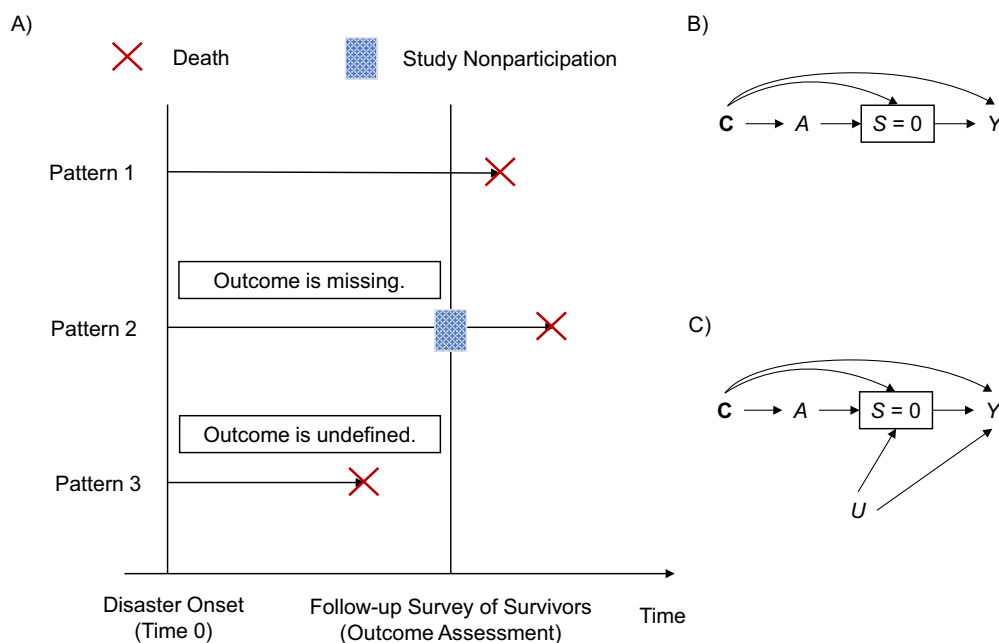 A)
Death
Study Nonparticipation
Pattern 1
Outcome is missing.
Pattern 2
Outcome is undefined.
Pattern 3
Disaster Onset
(Time 0)
Follow-up Survey of Survivors
(Outcome Assessment)
Time
B)
C A S = 0 Y
C)
C A S = 0 Y
U